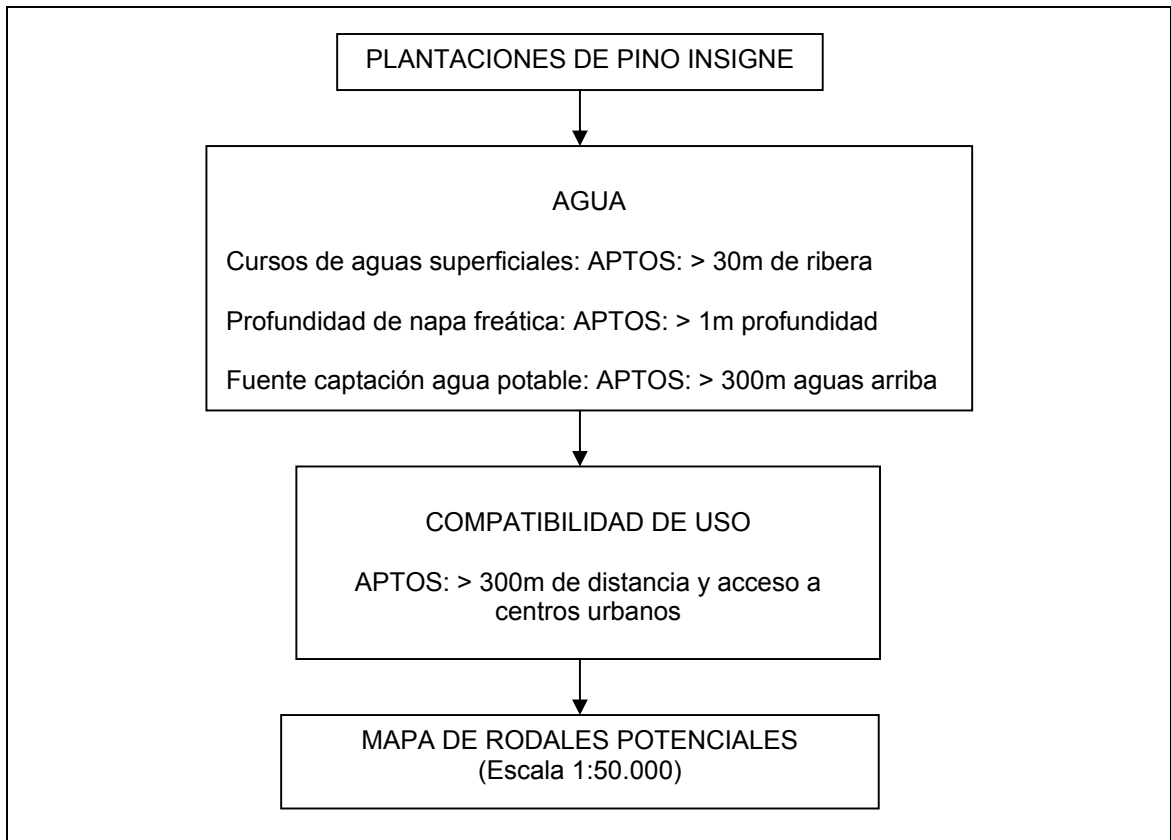 PLANTACIONES DE PINO INSIGNE
AGUA
Cursos de aguas superficiales: APTOS: > 30m de ribera
Profundidad de napa freática: APTOS: > 1m profundidad
Fuente captación agua potable: APTOS: > 300m aguas arriba
COMPATIBILIDAD DE USO
APTOS: > 300m de distancia y acceso a
centros urbanos
MAPA DE RODALES POTENCIALES
(Escala 1:50.000)